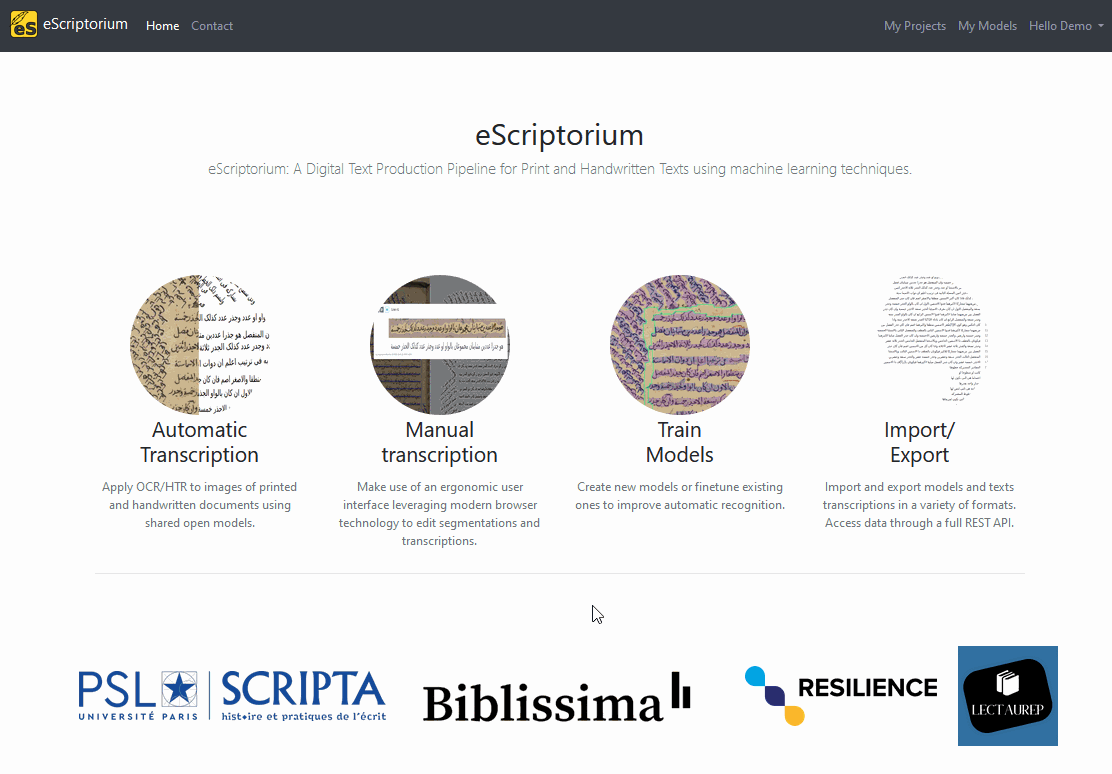 eS eScriptorium Home Contact My Projects My Models Hello Demo
eScriptorium
eScriptorium: A Digital Text Production Pipeline for Print and Handwritten Texts using machine learning techniques.
Automatic
Transcription
Apply OCR/HTR to images of printed
and handwritten documents using
shared open models.
Manual
transcription
Make use of an ergonomic user
interface leveraging modern browser
technology to edit segmentations and
transcriptions.
Train
Models
Create new models or finetune existing
ones to improve automatic recognition.
Import/
Export
Import and export models and texts
transcriptions in a variety of formats.
Access data through a full REST API.
PSL
UNIVERSITÉ PARIS
SCRIPTA
hist•ire et pratiques de l'écrit
Biblissima
RESILIENCE
LECTAUREP